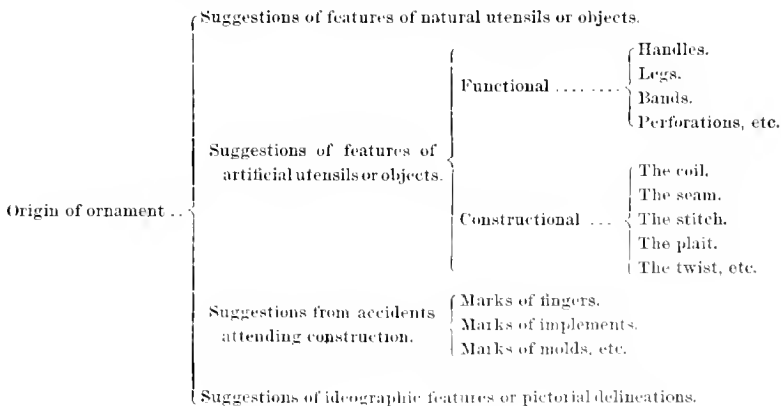 Suggestions of features of natural utensils or objects.
Handles.
Functional ........
Legs.
Bands.
Perforations, etc.
Suggestions of features of
artificial utensils or objects.
The coil.
The seam.
Origin of ornament ..
Constructional ...
The stitch.
The plait.
The twist, etc.
Suggestions from accidents
attending construction.
Marks of fingers.
Marks of implements.
Marks of molds, etc.
Suggestions of ideographic features or pictorial delineations.